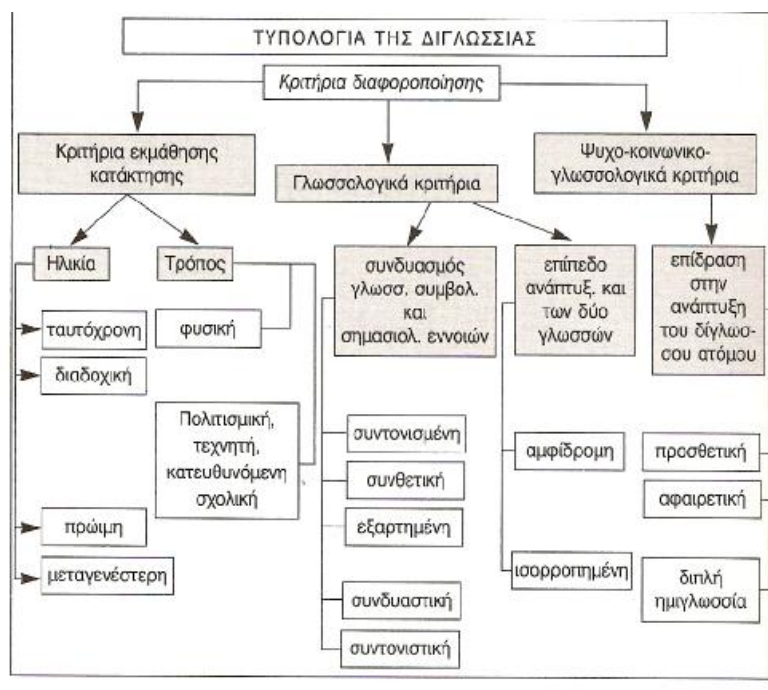 ΤΥΠΟΛΟΓΙΑ ΤΗΣ ΔΙΓΛΩΣΣΙΑΣ
Κριτήρια διαφοροποίησης
Κριτήρια εκμάθησης
κατάκτησης
Γλωσσολογικά κριτήρια
Ψυχο-κοινωνικο-
γλωσσολογικά κριτήρια
Ηλικία
Τρόπος
συνδυασμός
γλωσσ. συμβολ.
και
σημασιολ. εννοιών
επίπεδο
ανάπτυξ. και
των δύο
γλωσσών
επίδραση
στην
ανάπτυξη
του δίγλωσ-
σου ατόμου
ταυτόχρονη
διαδοχική
πρώιμη
μεταγενέστερη
φυσική
Πολιτισμική,
τεχνητή,
κατευθυνόμενη
σχολική
συντονισμένη
συνθετική
εξαρτημένη
συνδυαστική
συντονιστική
αμφίδρομη
ισορροπημένη
προσθετική
αφαιρετική
διπλή
ημιγλωσσία